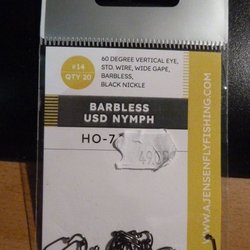 #14
QTY 20
60 DEGREE VERTICAL EYE,
STD. WIRE, WIDE GAPE,
BARBLESS,
BLACK NICKLE
BARBLESS
USD NYMPH
HO-7
WWW.AJENSENFLYFISHING.COM